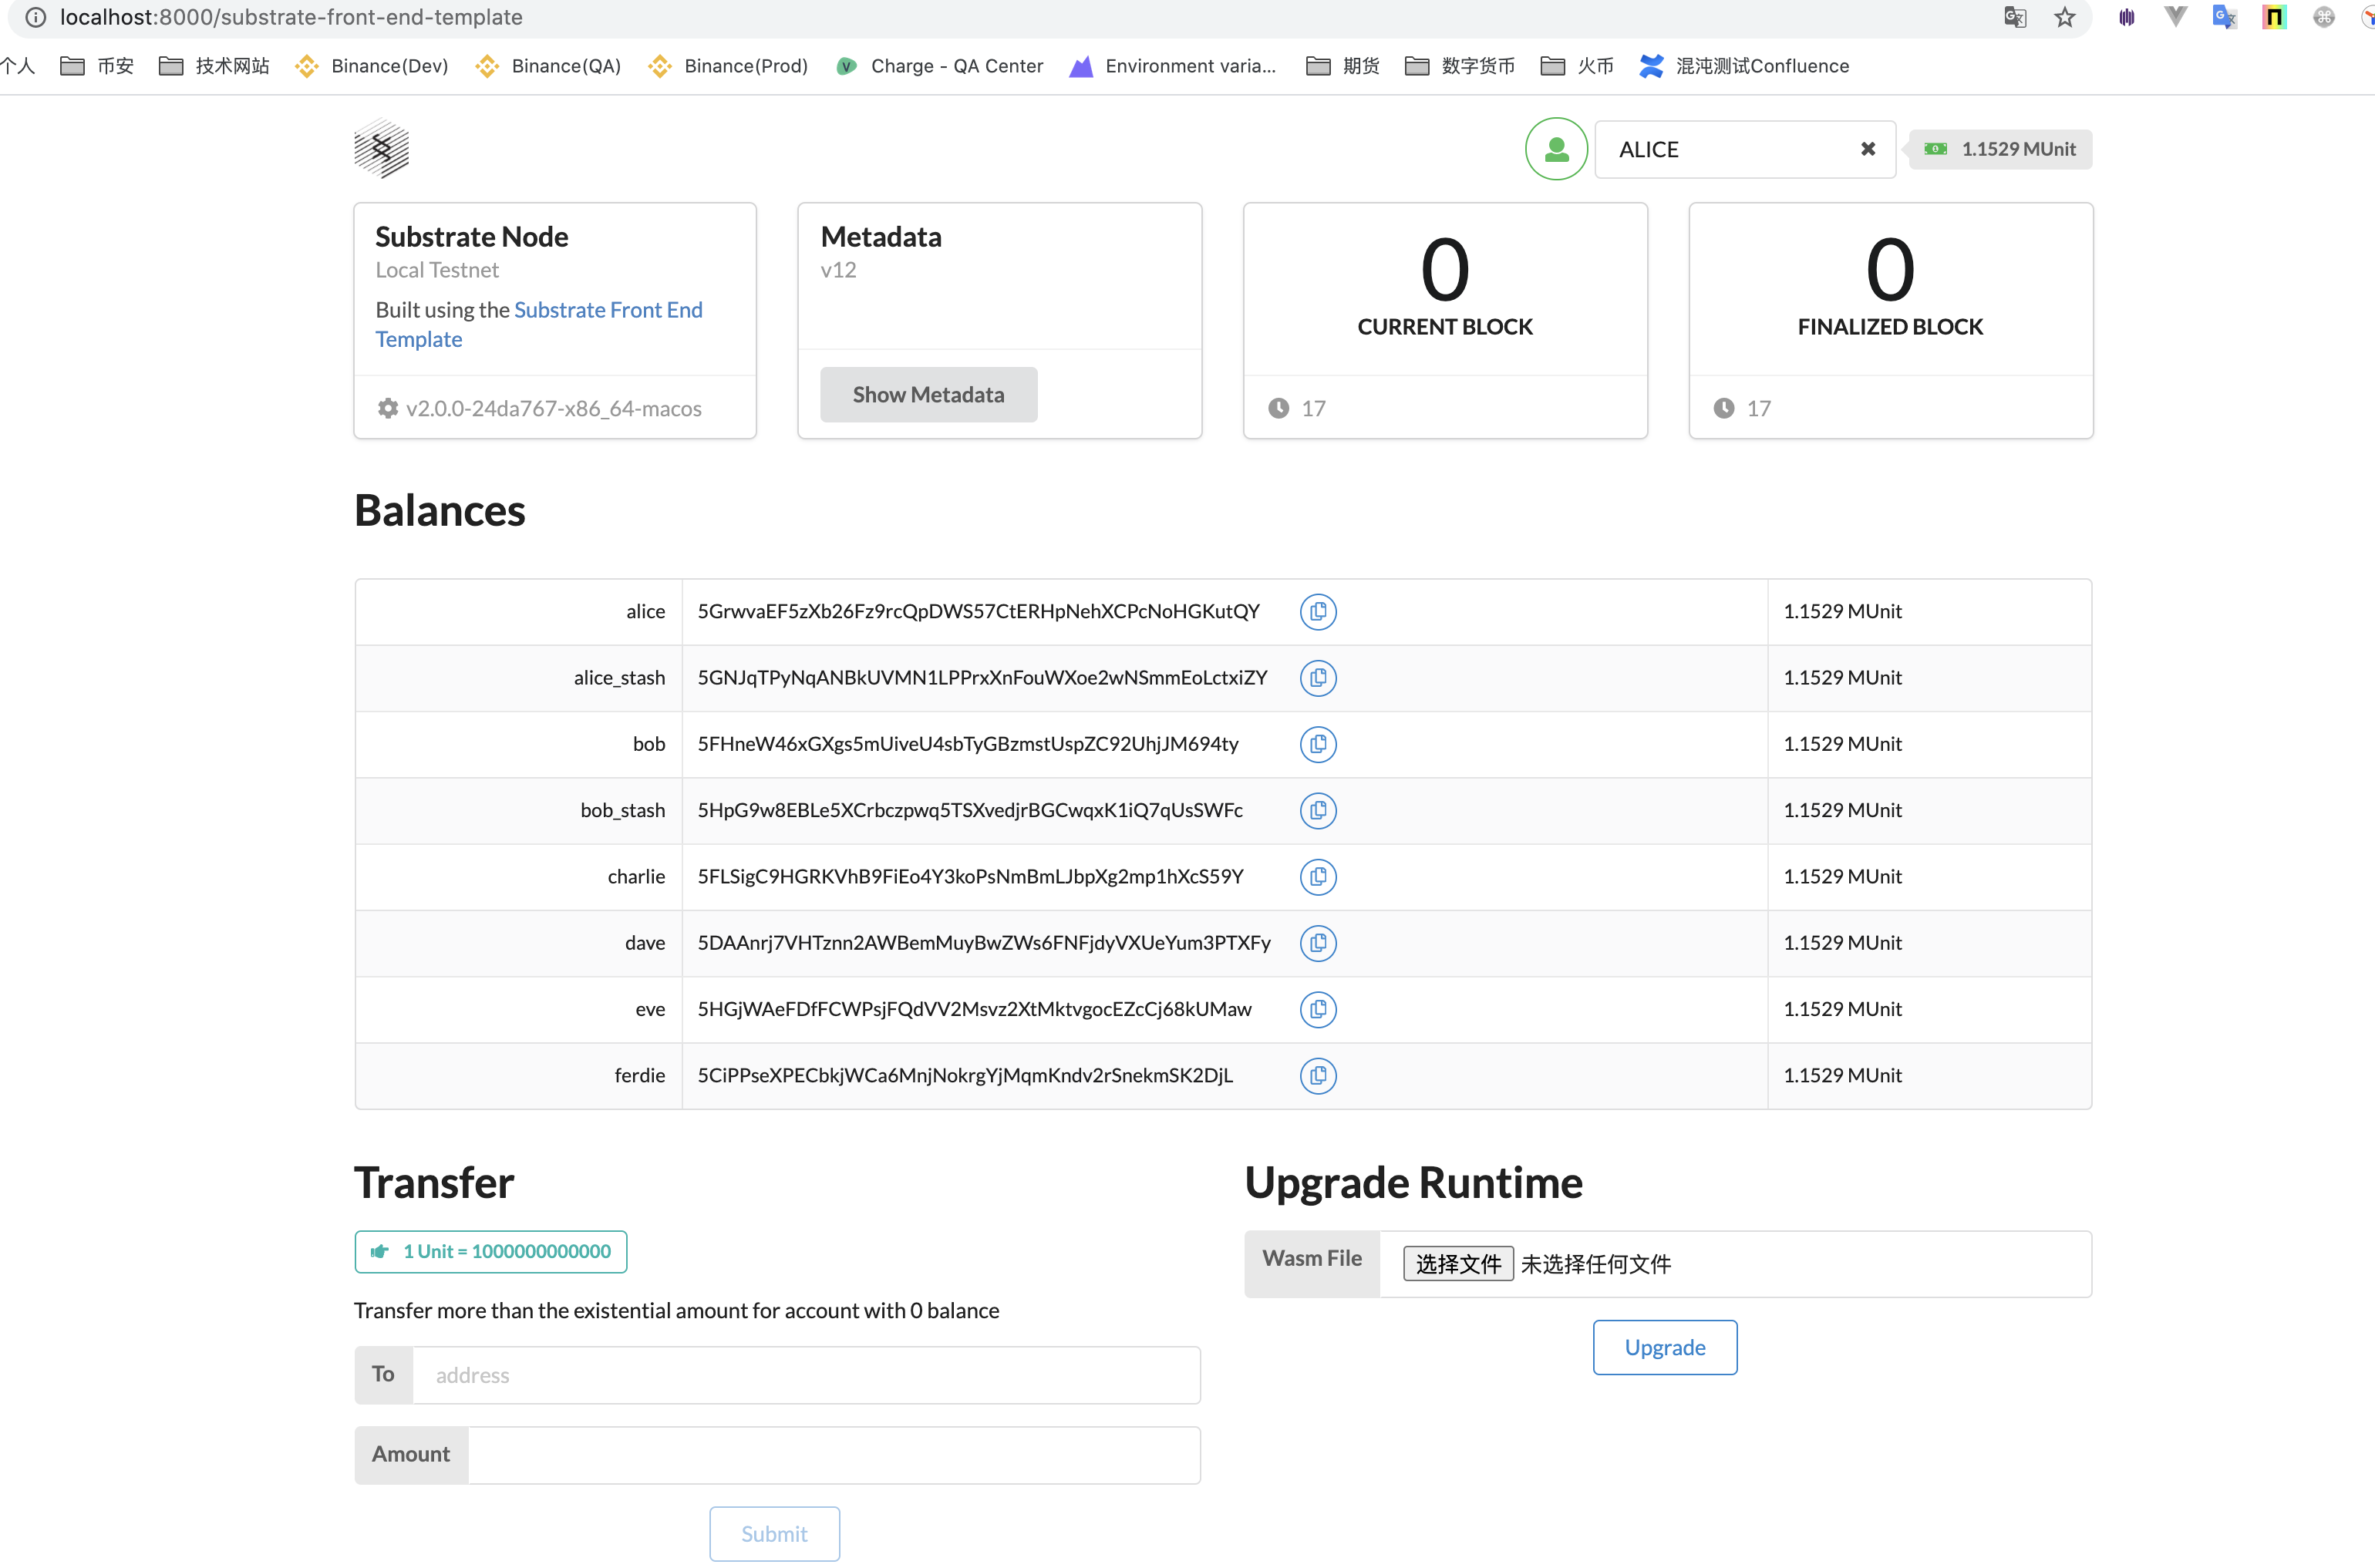 localhost:8000/substrate-front-end-template
个人 币安 技术网站 Binance(Dev) Binance(QA) Binance(Prod) Charge - QA Center Environment varia... 期货 数字货币 火币 混沌测试Confluence
ALICE 1.1529 MUnit
Substrate Node
Local Testnet
Built using the Substrate Front End
Template
v2.0.0-24da767-x86_64-macos
Metadata
v12
Show Metadata
0
CURRENT BLOCK
17
0
FINALIZED BLOCK
17
Balances
alice 5GrwvaEF5zXb26Fz9rcQpDWS57CtERHpNehXCPcNoHGKutQY 1.1529 MUnit
alice_stash 5GNJqTPyNqANBkUVMN1LPPrxXnFouWXoe2wNSmmEoLctxiZY 1.1529 MUnit
bob 5FHneW46xGXgs5mUiveU4sbTyGBzmstUspZC92UhjJM694ty 1.1529 MUnit
bob_stash 5HpG9w8EBLe5XCrbczpwq5TSXvedjrBGCwqxK1iQ7qUsSWFc 1.1529 MUnit
charlie 5FLSigC9HGRKVhB9FiEo4Y3koPsNmBmLJbpXg2mp1hXcS59Y 1.1529 MUnit
dave 5DAAnrj7VHTznn2AWBemMuyBwZWs6FNFjdyVXUeYum3PTXFy 1.1529 MUnit
eve 5HGjWAeFDfFCWPsjFQdVV2Msvz2XtMktvgocEZcCj68kUMaw 1.1529 MUnit
ferdie 5CiPPseXPECbkjWCa6MnjNokrgYjMqmKndv2rSnekmSK2DjL 1.1529 MUnit
Transfer
1 Unit = 1000000000000
Transfer more than the existential amount for account with 0 balance
To address
Amount
Submit
Upgrade Runtime
Wasm File 选择文件 未选择任何文件
Upgrade